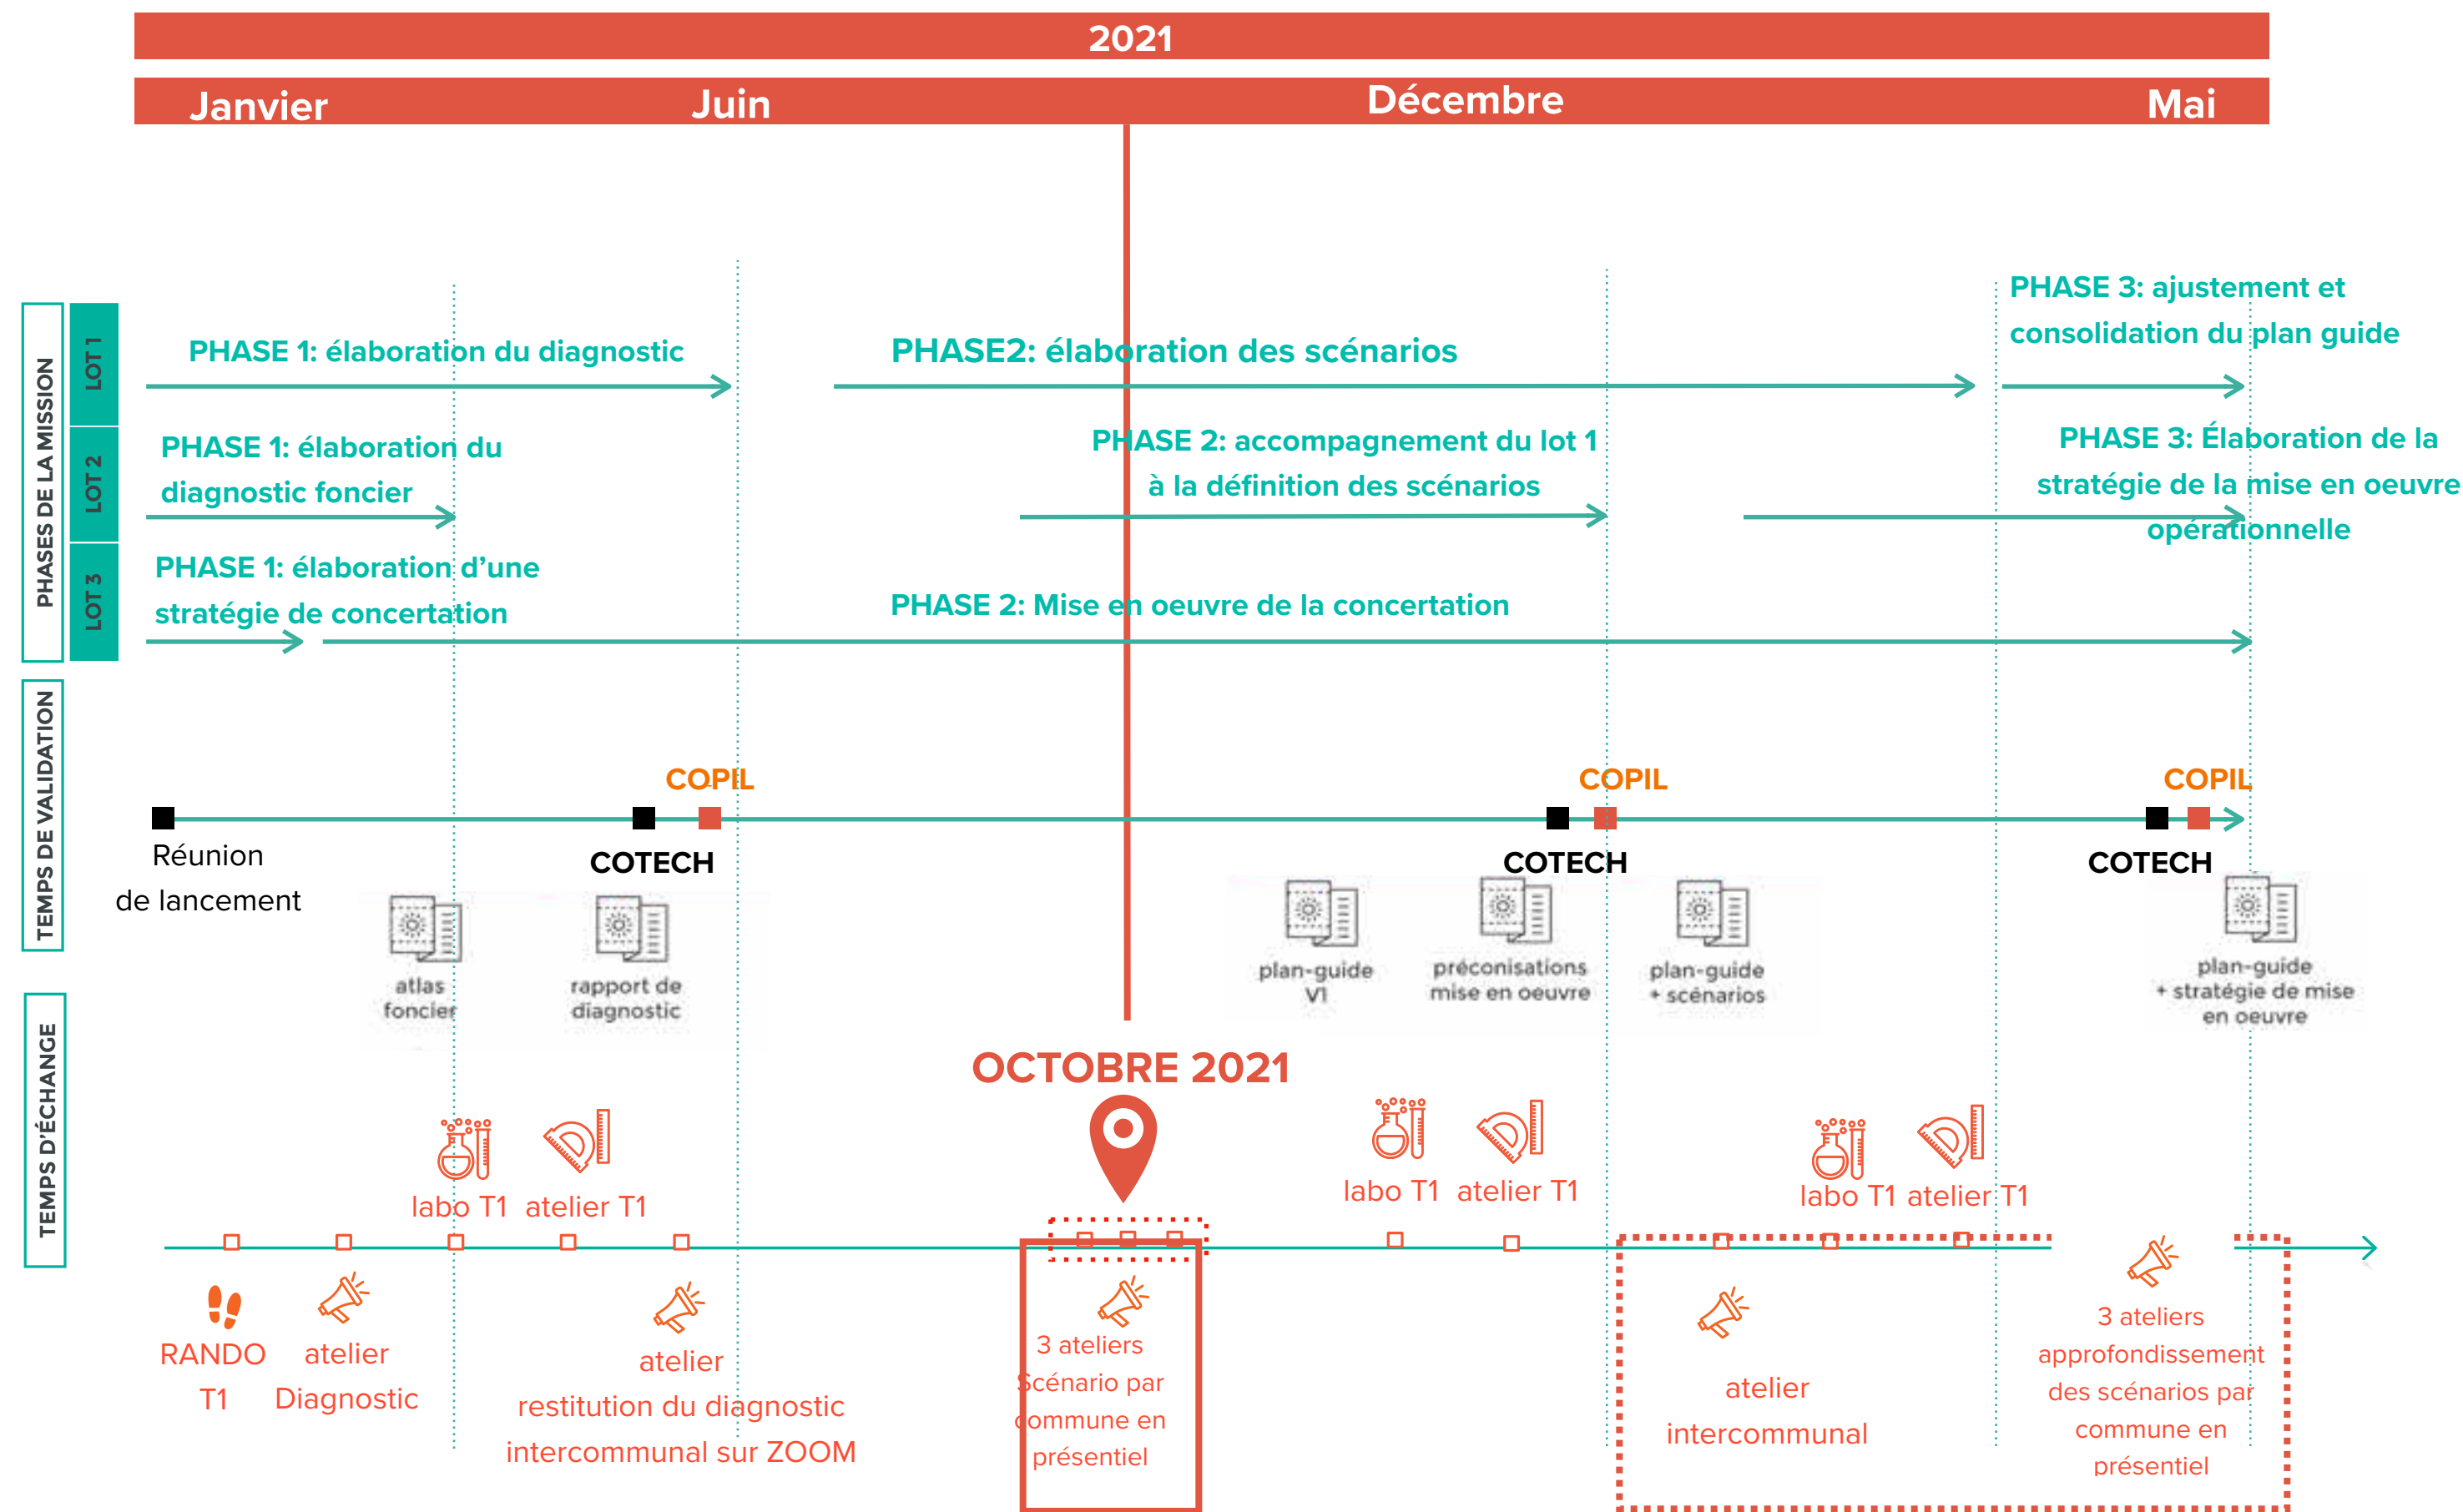 2021
Janvier
Juin
Décembre
Mai
PHASES DE LA MISSION
LOT 1
PHASE 1: élaboration du diagnostic
PHASE2: élaboration des scénarios
PHASE 3: ajustement et
consolidation du plan guide
LOT 2
PHASE 1: élaboration du
diagnostic foncier
PHASE 2: accompagnement du lot 1
à la définition des scénarios
PHASE 3: Élaboration de la
stratégie de la mise en oeuvre
opérationnelle
LOT 3
PHASE 1: élaboration d'une
stratégie de concertation
PHASE 2: Mise en oeuvre de la concertation
TEMPS DE VALIDATION
COPIL
COPIL
COPIL
Réunion
de lancement
COTECH
COTECH
COTECH
atlas
foncier
rapport de
diagnostic
plan-guide
V1
préconisations
mise en oeuvre
plan-guide
+ scénarios
plan-guide
+ stratégie de mise
en oeuvre
TEMPS D'ÉCHANGE
OCTOBRE 2021
labo T1
atelier T1
labo T1
atelier T1
labo T1
atelier T1
RANDO
T1
atelier
Diagnostic
atelier
restitution du diagnostic
intercommunal sur ZOOM
3 ateliers
Scénario par
commune en
présentiel
atelier
intercommunal
3 ateliers
approfondissement
des scénarios par
commune en
présentiel